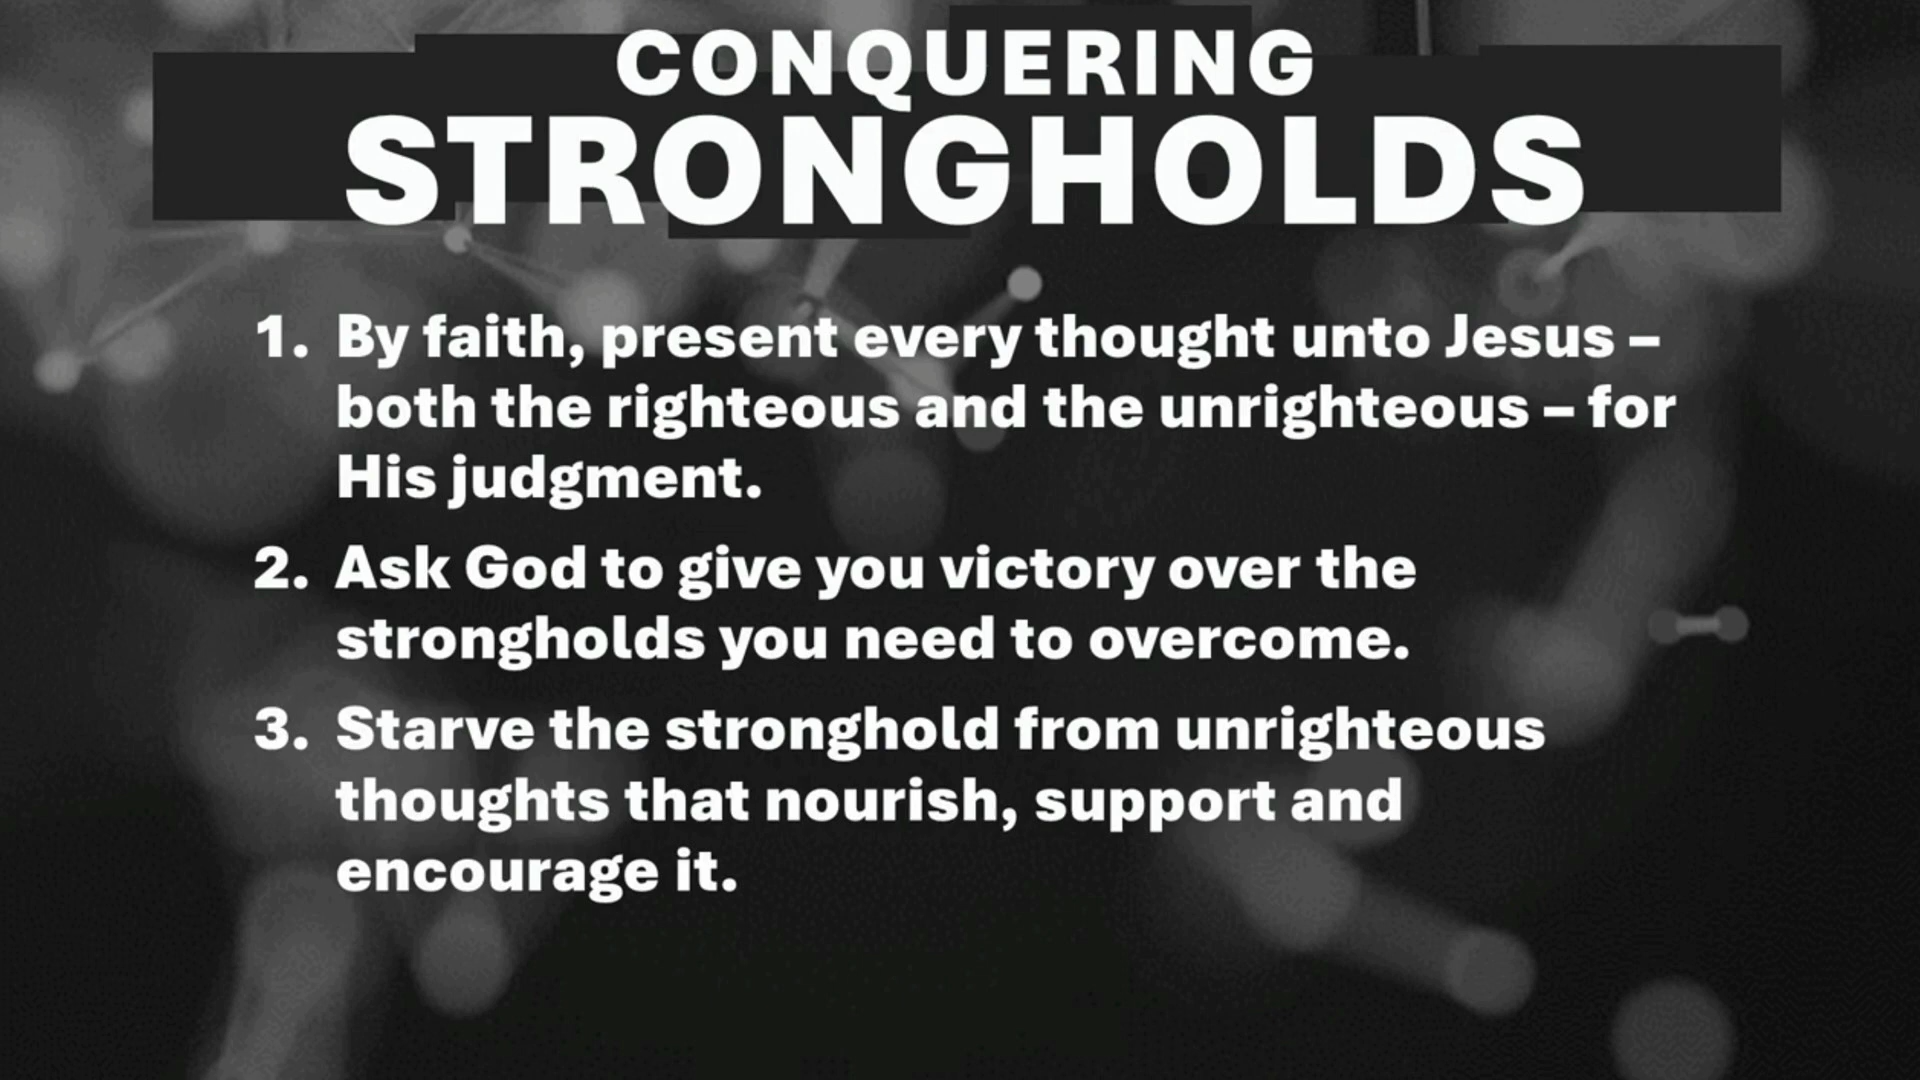 CONQUERING
STRONGHOLDS
1. By faith, present every thought unto Jesus –
both the righteous and the unrighteous – for
His judgment.
2. Ask God to give you victory over the
strongholds you need to overcome.
3. Starve the stronghold from unrighteous
thoughts that nourish, support and
encourage it.